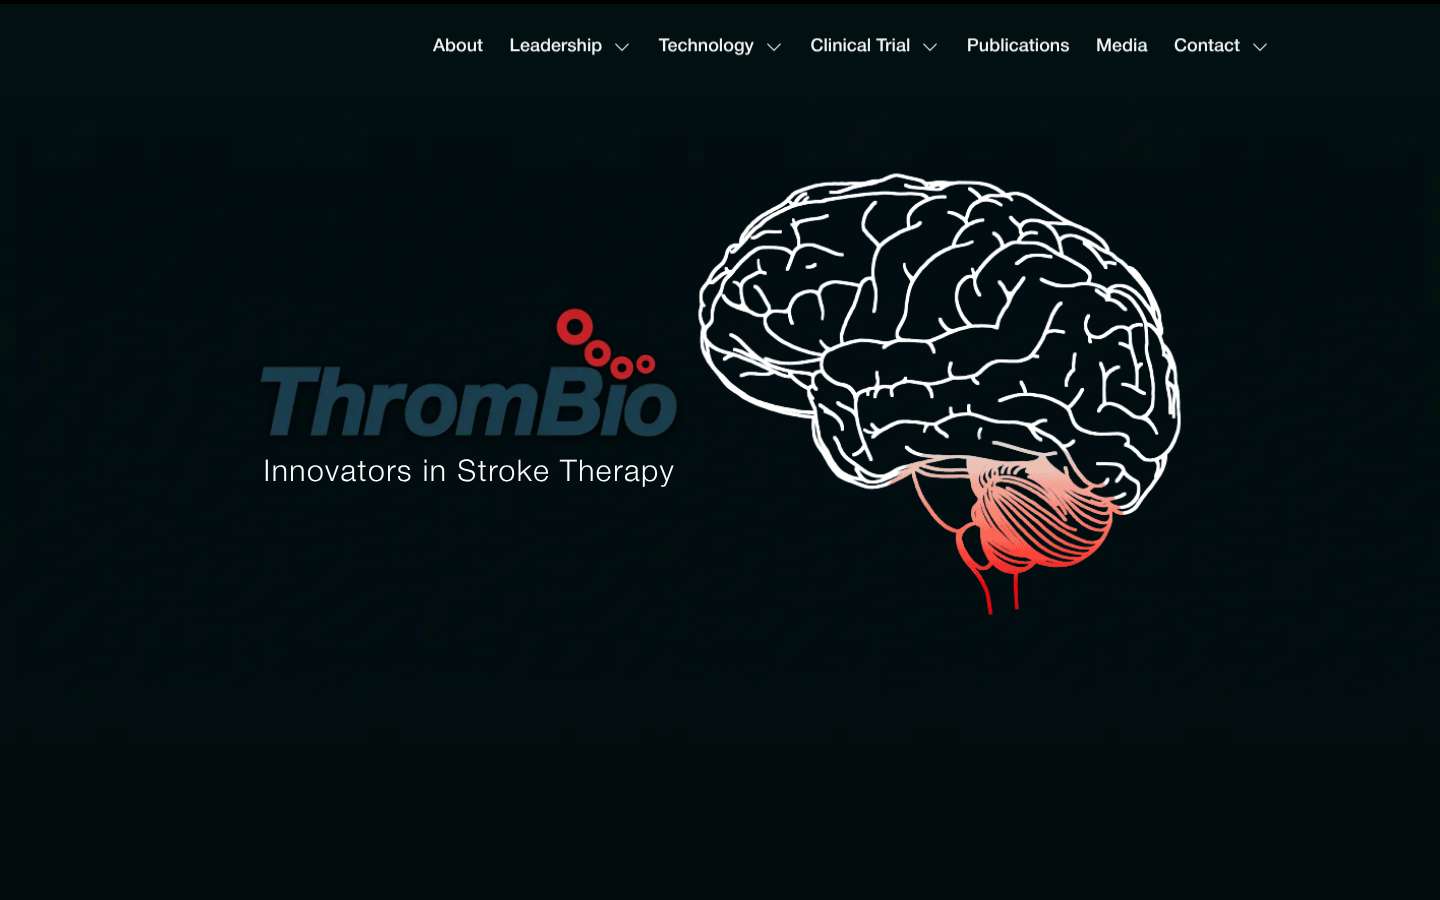 About Leadership Technology Clinical Trial Publications Media Contact
ThromBio
Innovators in Stroke Therapy